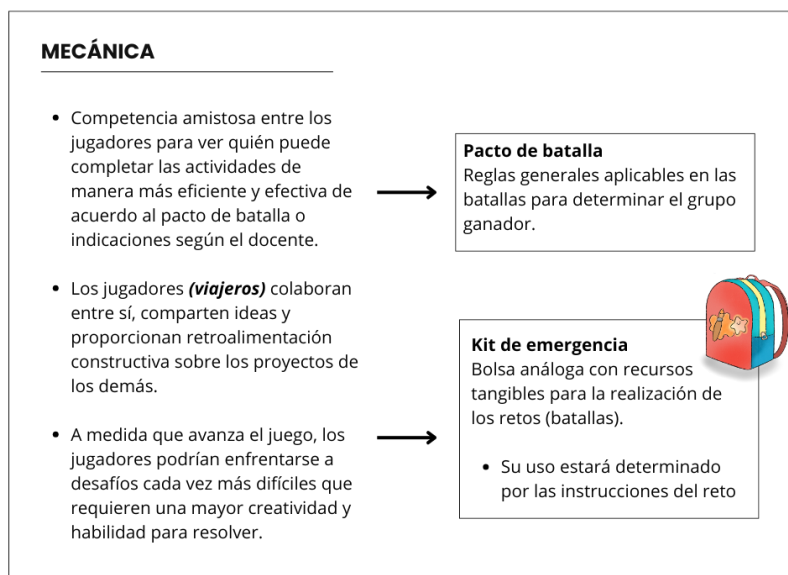 MECÁNICA
• Competencia amistosa entre los
jugadores para ver quién puede
completar las actividades de
manera más eficiente y efectiva de
acuerdo al pacto de batalla o
indicaciones según el docente.
• Los jugadores (viajeros) colaboran
entre sí, comparten ideas y
proporcionan retroalimentación
constructiva sobre los proyectos de
los demás.
• A medida que avanza el juego, los
jugadores podrían enfrentarse a
desafíos cada vez más difíciles que
requieren una mayor creatividad y
habilidad para resolver.
Pacto de batalla
Reglas generales aplicables en las
batallas para determinar el grupo
ganador.
Kit de emergencia
Bolsa análoga con recursos
tangibles para la realización de
los retos (batallas).
• Su uso estará determinado
por las instrucciones del reto